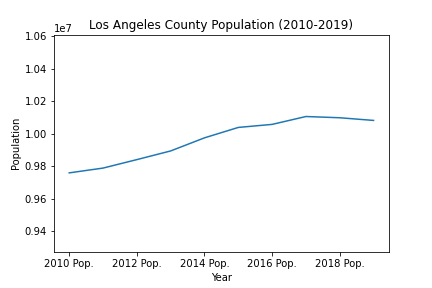 Los Angeles County Population (2010-2019)
1e7
1.06
1.04
1.02
1.00
0.98
0.96
0.94
Population
2010 Pop. 2012 Pop. 2014 Pop. 2016 Pop. 2018 Pop.
Year